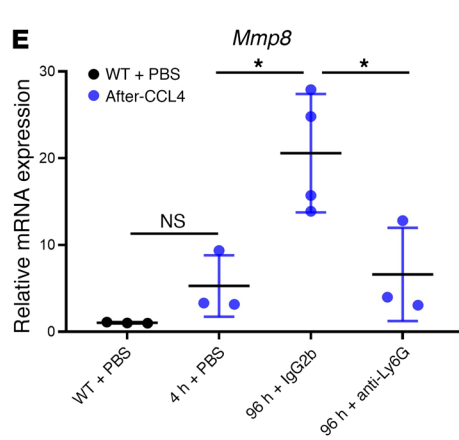 E
Mmp8
WT + PBS
After-CCL4
* *
NS
Relative mRNA expression
30
20
10
0
WT + PBS
4 h + PBS
96 h + IgG2b
96 h + anti-Ly6G